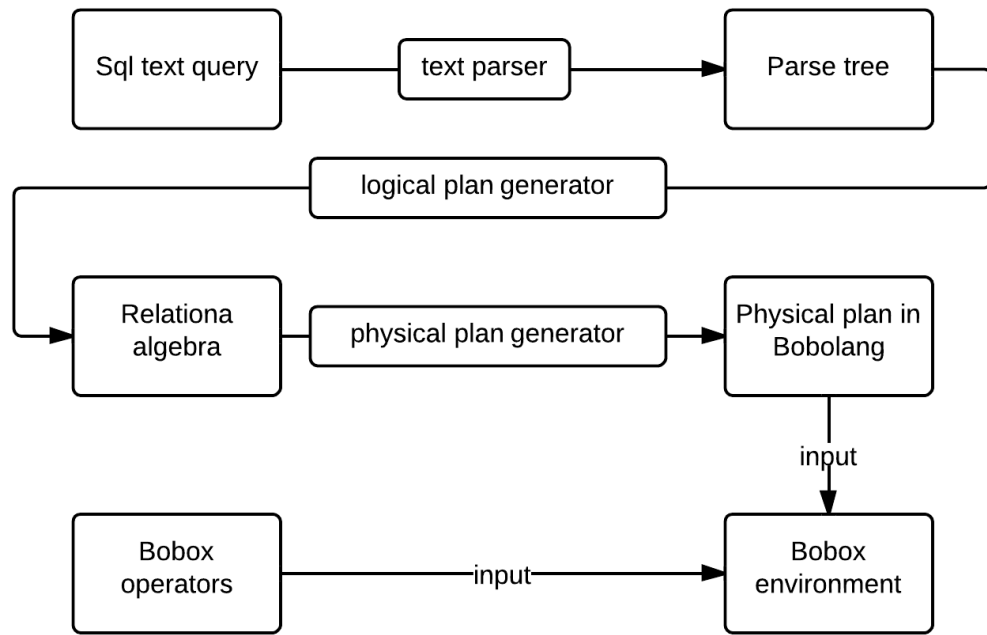 Sql text query
text parser
Parse tree
logical plan generator
Relationa
algebra
physical plan generator
Physical plan in
Bobolang
input
Bobox
operators
input
Bobox
environment